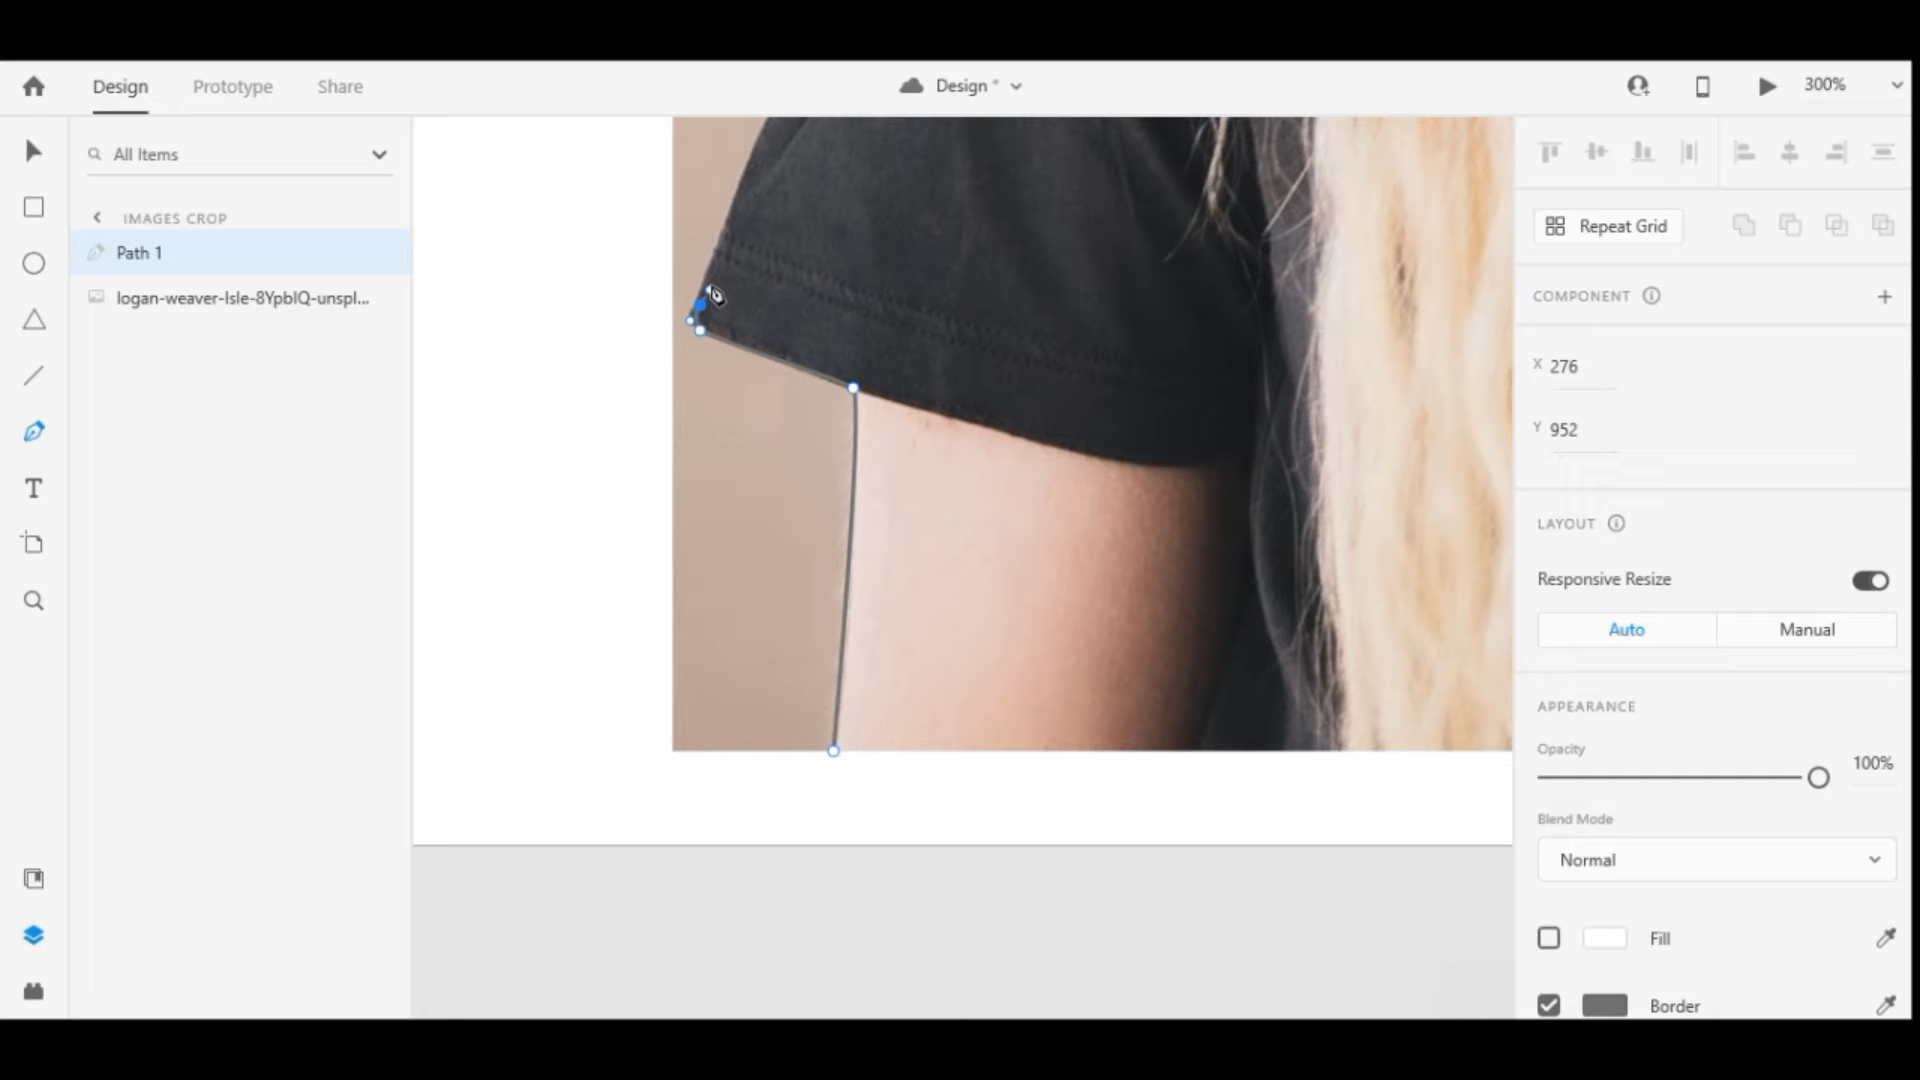 Design
Prototype
Share
Design *
300%
All Items
IMAGES CROP
Path 1
logan-weaver-lsle-8YpblQ-unspl...
Repeat Grid
COMPONENT
X 276
Y 952
LAYOUT
Responsive Resize
Auto
Manual
APPEARANCE
Opacity
100%
Blend Mode
Normal
Fill
Border